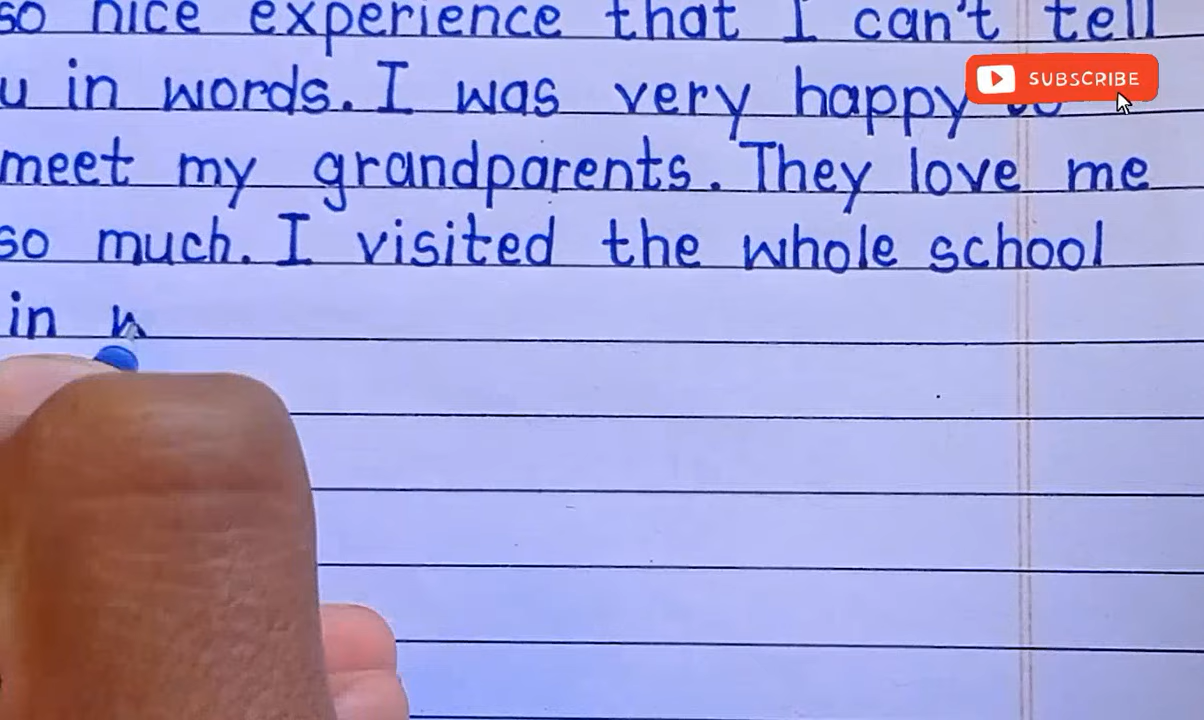 so nice experience that I can't tell
u in words. I was very happy
SUBSCRIBE
meet my grandparents. They love me
so much. I visited the whole school
in